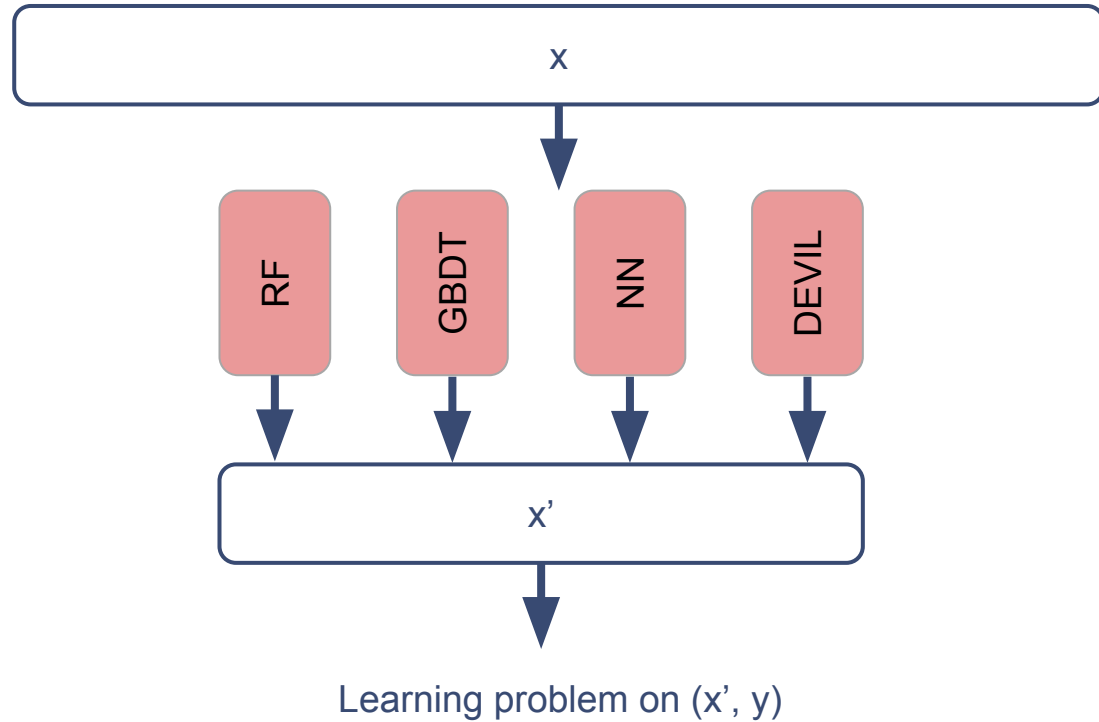 x
RF
GBDT
NN
DEVIL
x’
Learning problem on (x’, y)